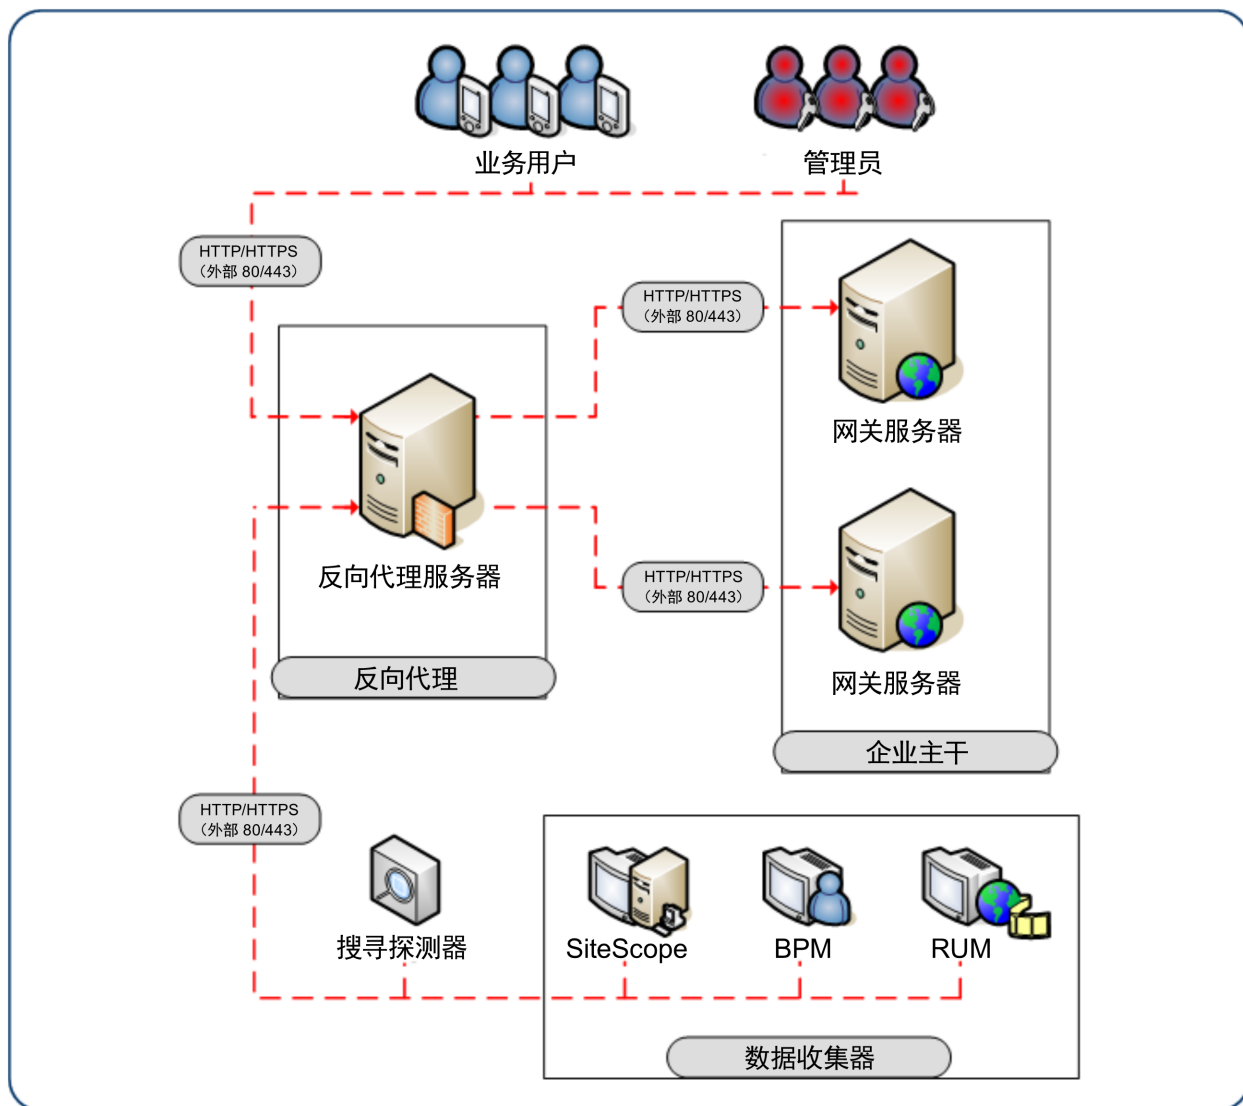 业务用户
管理员
HTTP/HTTPS
（外部 80/443）
HTTP/HTTPS
（外部 80/443）
网关服务器
反向代理服务器
HTTP/HTTPS
（外部 80/443）
反向代理
网关服务器
企业主干
HTTP/HTTPS
（外部 80/443）
搜寻探测器
SiteScope
BPM
RUM
数据收集器